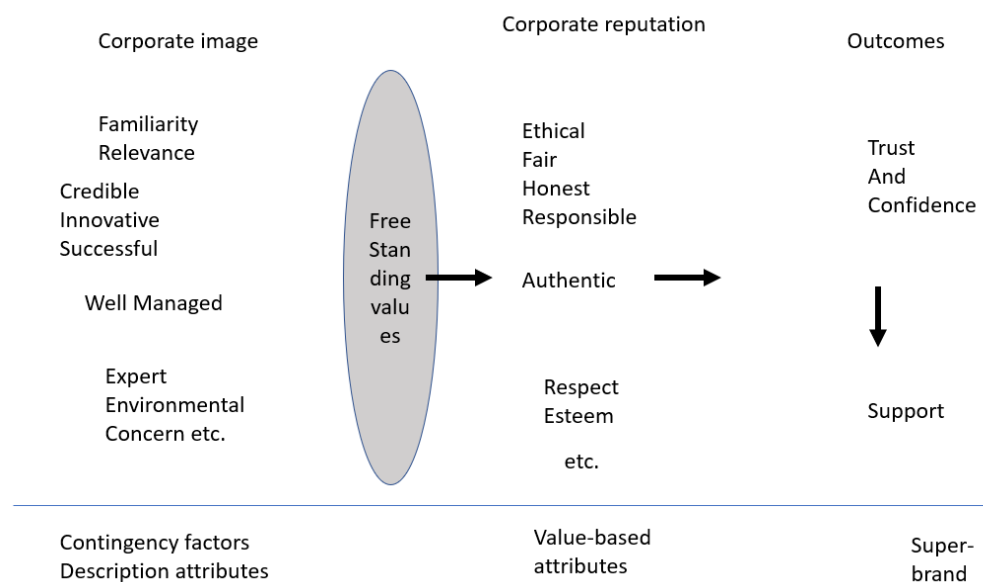 Corporate image
Corporate reputation
Outcomes
Familiarity
Relevance
Credible
Innovative
Successful
Well Managed
Expert
Environmental
Concern etc.
Free
Stan
ding
valu
es
Ethical
Fair
Honest
Responsible
Authentic
Respect
Esteem
etc.
Trust
And
Confidence
Support
Contingency factors
Description attributes
Value-based
attributes
Super-
brand